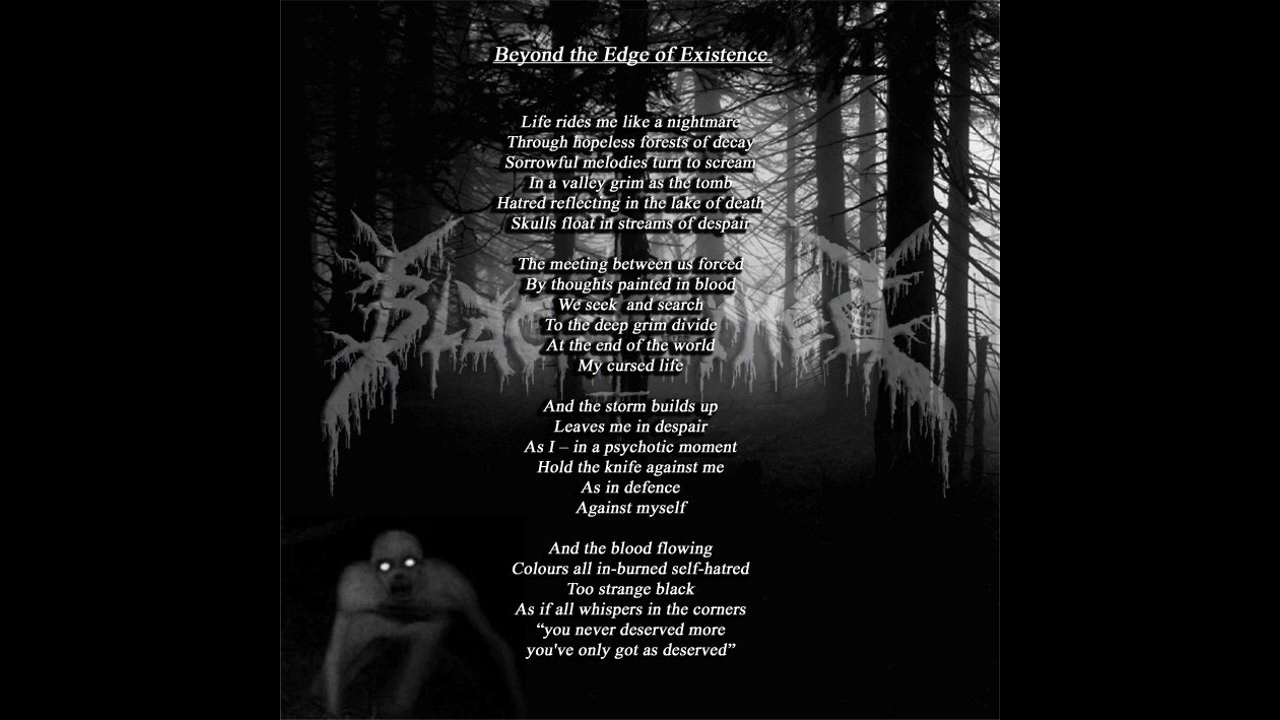 Beyond the Edge of Existence
Life rides me like a nightmare
Through hopeless forests of decay
Sorrowful melodies turn to scream
In a valley grim as the tomb
Hatred reflecting in the lake of death
Skulls float in streams of despair
The meeting between us forced
By thoughts painted in blood
We seek and search
To the deep grim divide
At the end of the world
My cursed life
And the storm builds up
Leaves me in despair
As I – in a psychotic moment
Hold the knife against me
As in defence
Against myself
And the blood flowing
Colours all in-burned self-hatred
Too strange black
As if all whispers in the corners
“you never deserved more
you've only got as deserved”